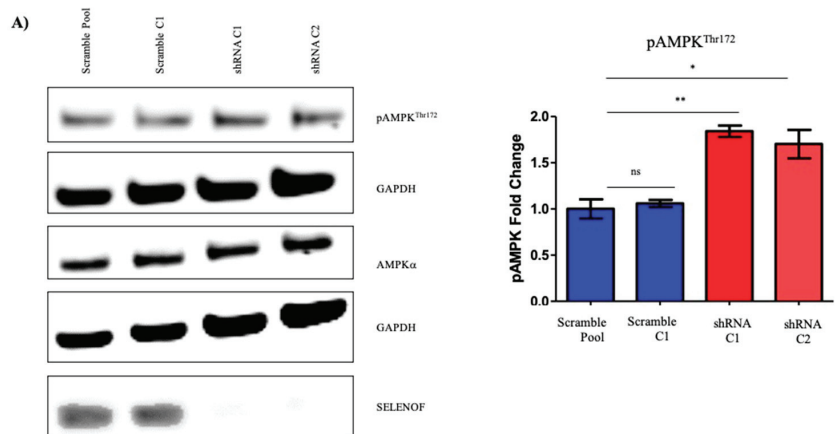 A)
Scramble Pool
Scramble C1
shRNA C1
shRNA C2
pAMPKThr172
GAPDH
AMPKα
GAPDH
SELENOF
pAMPKThr172
*
**
ns
pAMPK Fold Change
2.0
1.5
1.0
0.5
0.0
Scramble Pool
Scramble C1
shRNA C1
shRNA C2